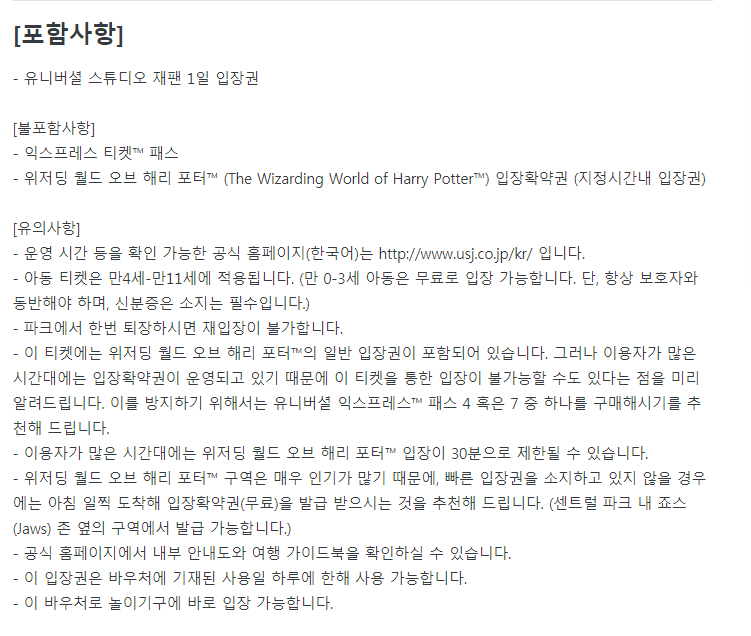 [포함사항]
- 유니버셜 스튜디오 재팬 1일 입장권
[불포함사항]
- 익스프레스 티켓™ 패스
- 위저딩 월드 오브 해리 포터™ (The Wizarding World of Harry Potter™) 입장확약권 (지정시간내 입장권)
[유의사항]
- 운영 시간 등을 확인 가능한 공식 홈페이지(한국어)는 http://www.usj.co.jp/kr/ 입니다.
- 아동 티켓은 만4세-만11세에 적용됩니다. (만 0-3세 아동은 무료로 입장 가능합니다. 단, 항상 보호자와
동반해야 하며, 신분증은 소지는 필수입니다.)
- 파크에서 한번 퇴장하시면 재입장이 불가합니다.
- 이 티켓에는 위저딩 월드 오브 해리 포터™의 일반 입장권이 포함되어 있습니다. 그러나 이용자가 많은
시간대에는 입장확약권이 운영되고 있기 때문에 이 티켓을 통한 입장이 불가능할 수도 있다는 점을 미리
알려드립니다. 이를 방지하기 위해서는 유니버셜 익스프레스™ 패스 4 혹은 7 중 하나를 구매해시기를 추
천해 드립니다.
- 이용자가 많은 시간대에는 위저딩 월드 오브 해리 포터™ 입장이 30분으로 제한될 수 있습니다.
- 위저딩 월드 오브 해리 포터™ 구역은 매우 인기가 많기 때문에, 빠른 입장권을 소지하고 있지 않을 경우
에는 아침 일찍 도착해 입장확약권(무료)을 발급 받으시는 것을 추천해 드립니다. (센트럴 파크 내 죠스
(Jaws) 존 옆의 구역에서 발급 가능합니다.)
- 공식 홈페이지에서 내부 안내도와 여행 가이드북을 확인하실 수 있습니다.
- 이 입장권은 바우처에 기재된 사용일 하루에 한해 사용 가능합니다.
- 이 바우처로 놀이기구에 바로 입장 가능합니다.